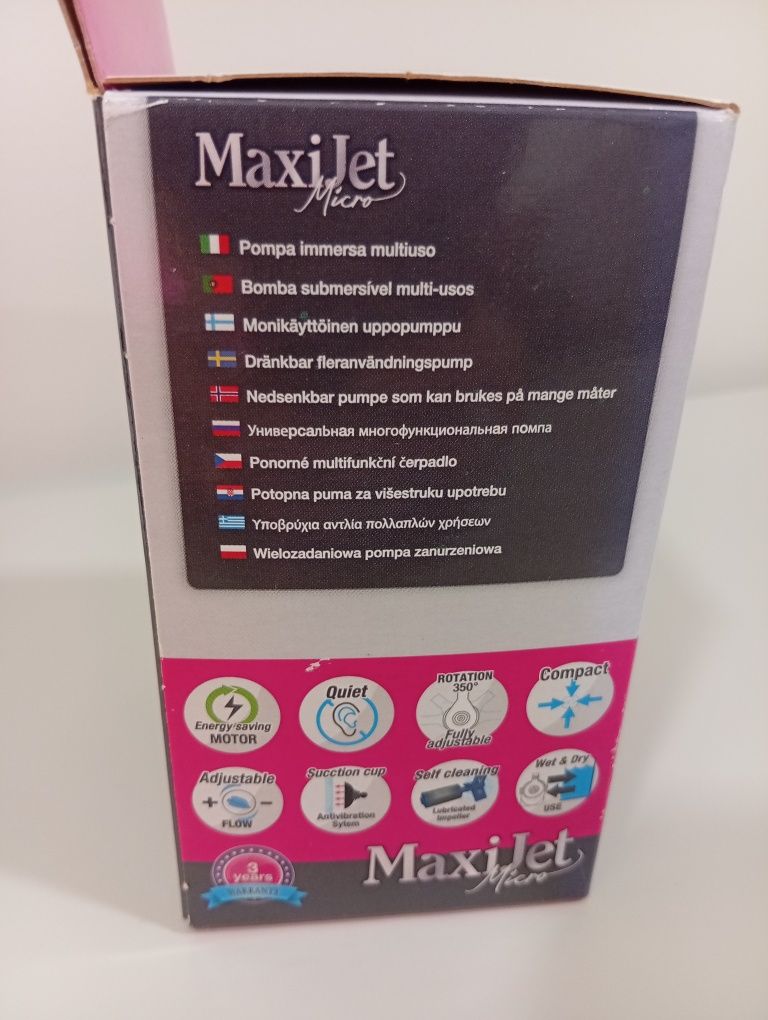 MaxiJet
Micro
Pompa immersa multiuso
Bomba submersível multi-usos
Monikäyttöinen uppopumppu
Dränkbar fleranvändningspump
Nedsenkbar pumpe som kan brukes på mange måter
Универсальная многофункциональная помпа
Ponorné multifunkční čerpadlo
Potopna puma za višestruku upotrebu
Υποβρύχια αντλία πολλαπλών χρήσεων
Wielozadaniowa pompa zanurzeniowa
Energy/saving
MOTOR
Quiet
ROTATION
350°
Fully
adjustable
Compact
Adjustable
+ -
FLOW
Sucction cup
Antivibration
Sytem
Self cleaning
Lubricated
Impeller
Wet & Dry
USE
3
years
WARRANTY
MaxiJet
Micro